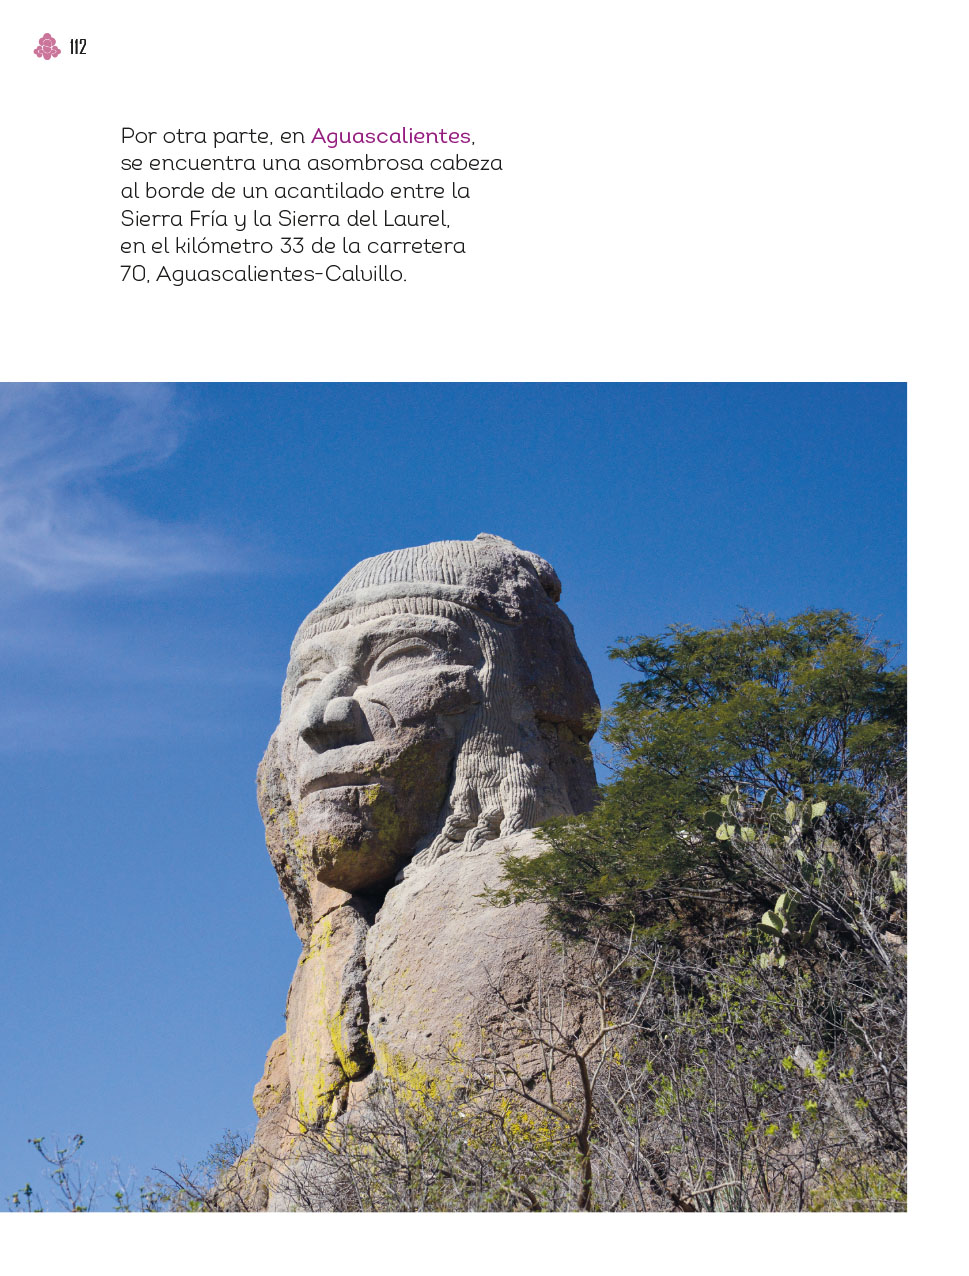 112
Por otra parte, en Aguascalientes,
se encuentra una asombrosa cabeza
al borde de un acantilado entre la
Sierra Fría y la Sierra del Laurel,
en el kilómetro 33 de la carretera
70, Aguascalientes-Calvillo.